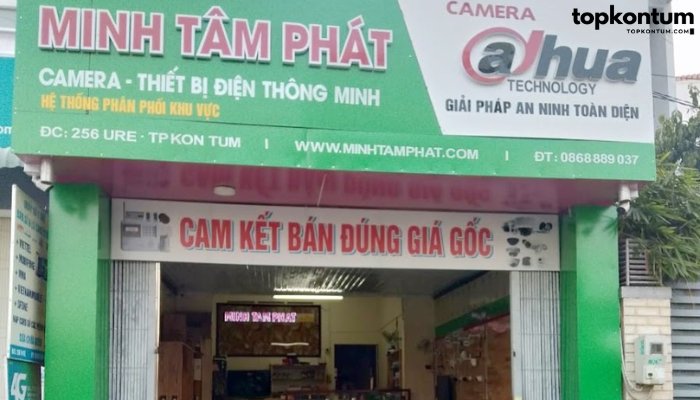 topkontum
TOPKONTUM.COM
MINH TÂM PHÁT
CAMERA - THIẾT BỊ ĐIỆN THÔNG MINH
HỆ THỐNG PHÂN PHỐI KHU VỰC
CAMERA
alhua
TECHNOLOGY
GIẢI PHÁP AN NINH TOÀN DIỆN
ĐC: 256 URE - TP KON TUM I WWW.MINHTAMPHAT.COM I ĐT: 0868 889 037
CAM KẾT BÁN ĐÚNG GIÁ GỐC
MINH TAM PHAT
4G